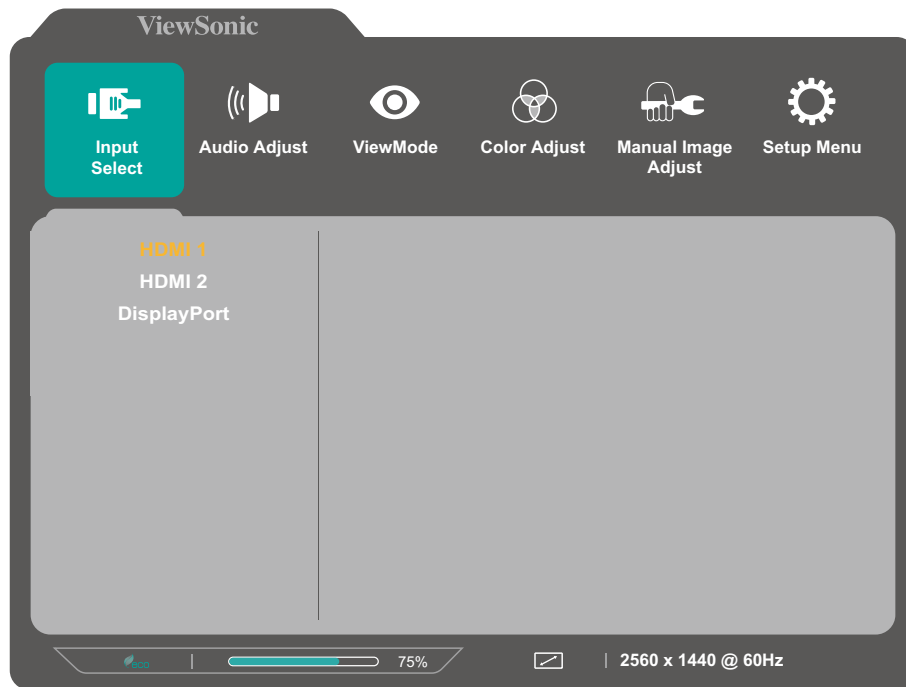 ViewSonic
Input
Select
Audio Adjust
ViewMode
Color Adjust
Manual Image
Adjust
Setup Menu
HDMI 1
HDMI 2
DisplayPort
eco
75%
2560 x 1440 @ 60Hz